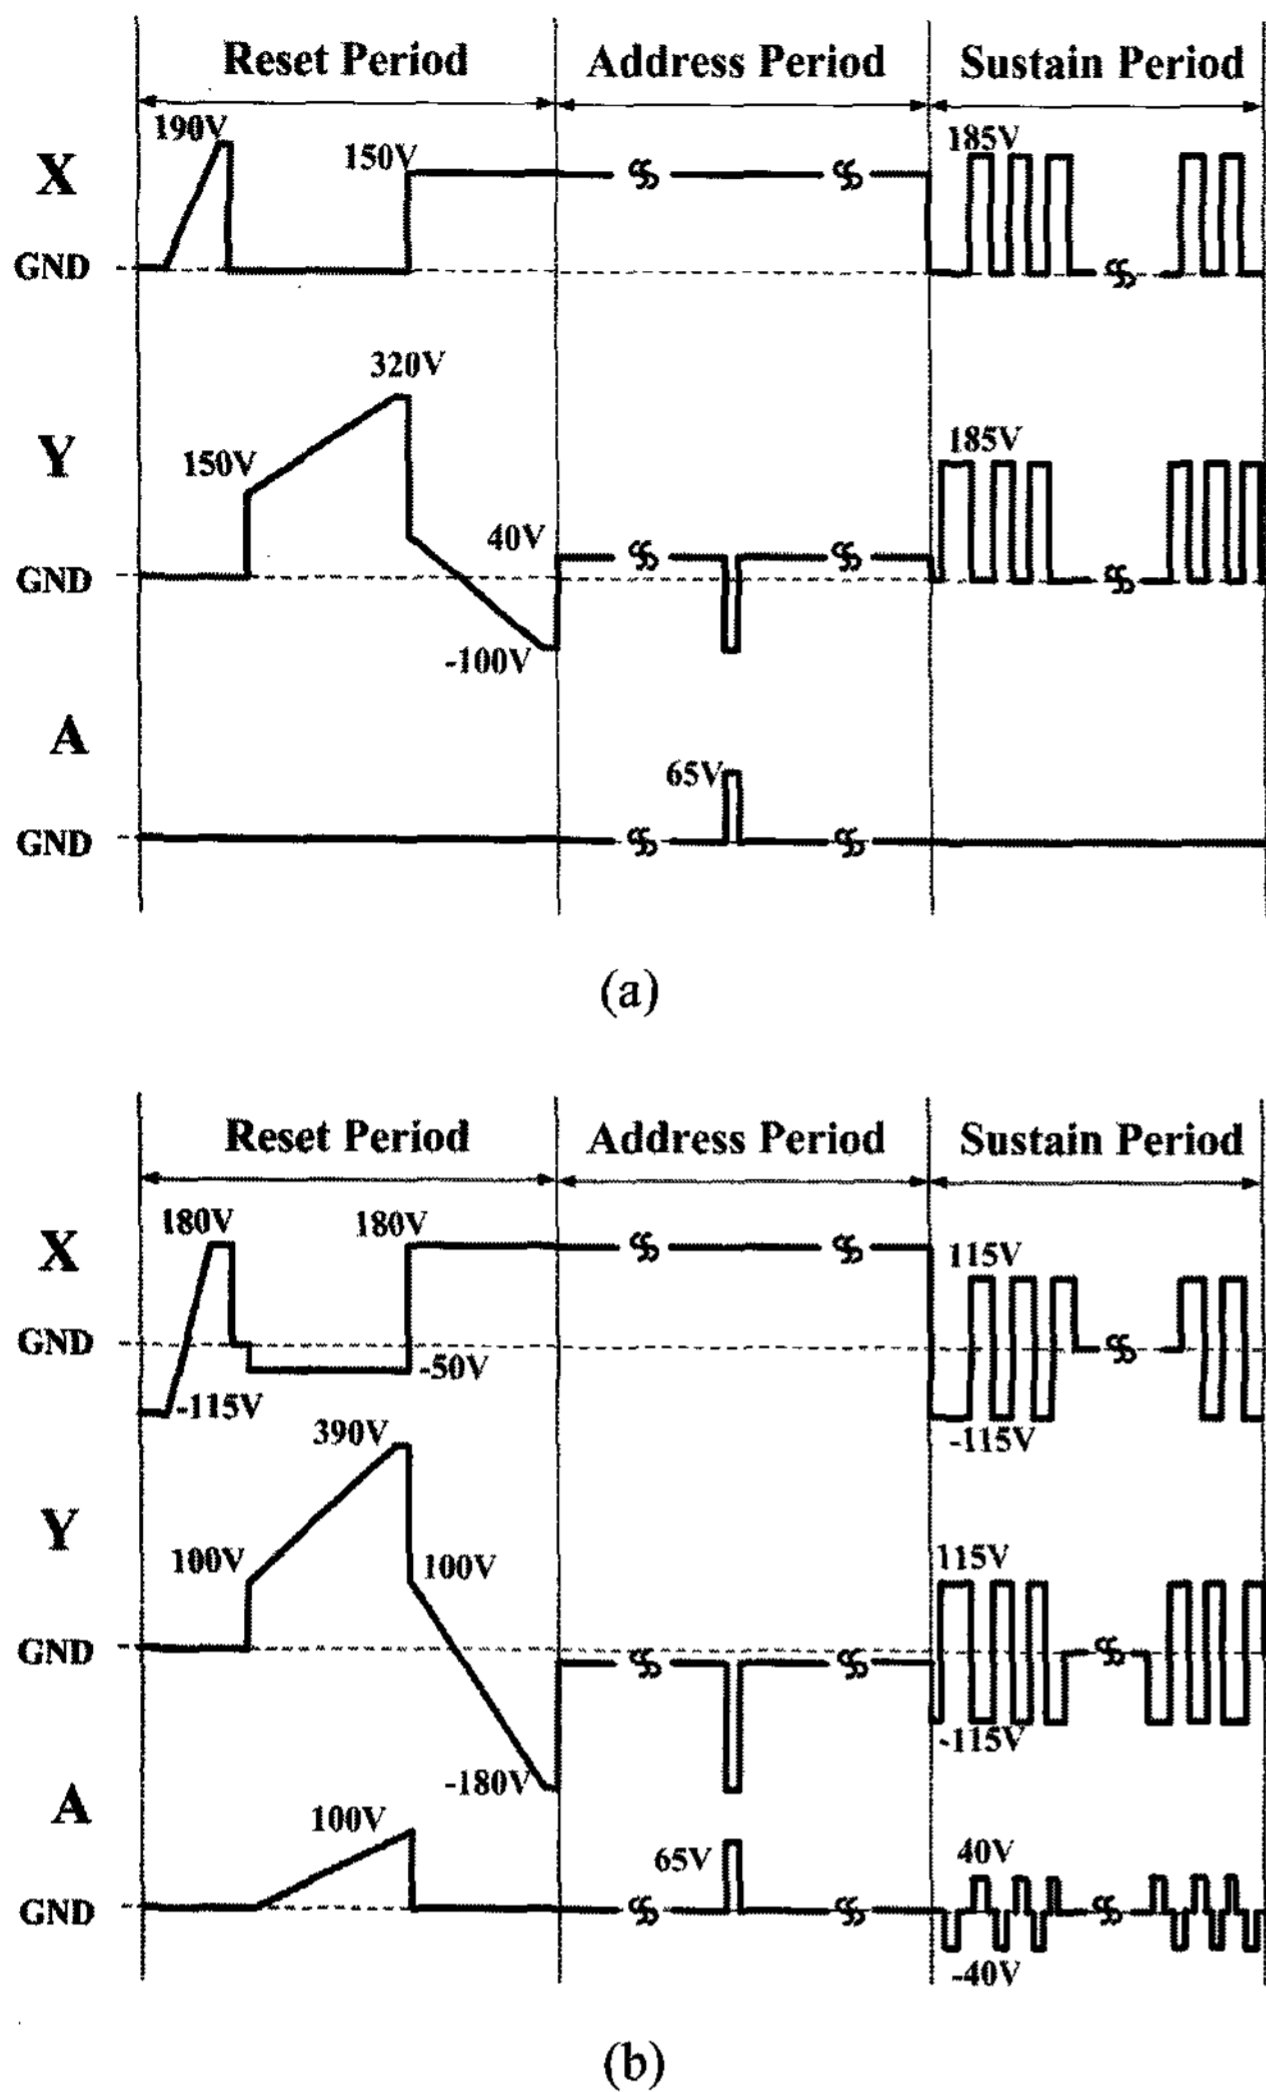 Reset Period Address Period Sustain Period
190V 150V 185V
X
GND
320V
Y 150V 185V
40V
GND
-100V
A
65V
GND
(a)
Reset Period Address Period Sustain Period
180V 180V 115V
X
GND
-50V
-115V -115V
390V
Y
100V 100V 115V
GND
-115V
-180V
A 100V
65V 40V
GND
-40V
(b)